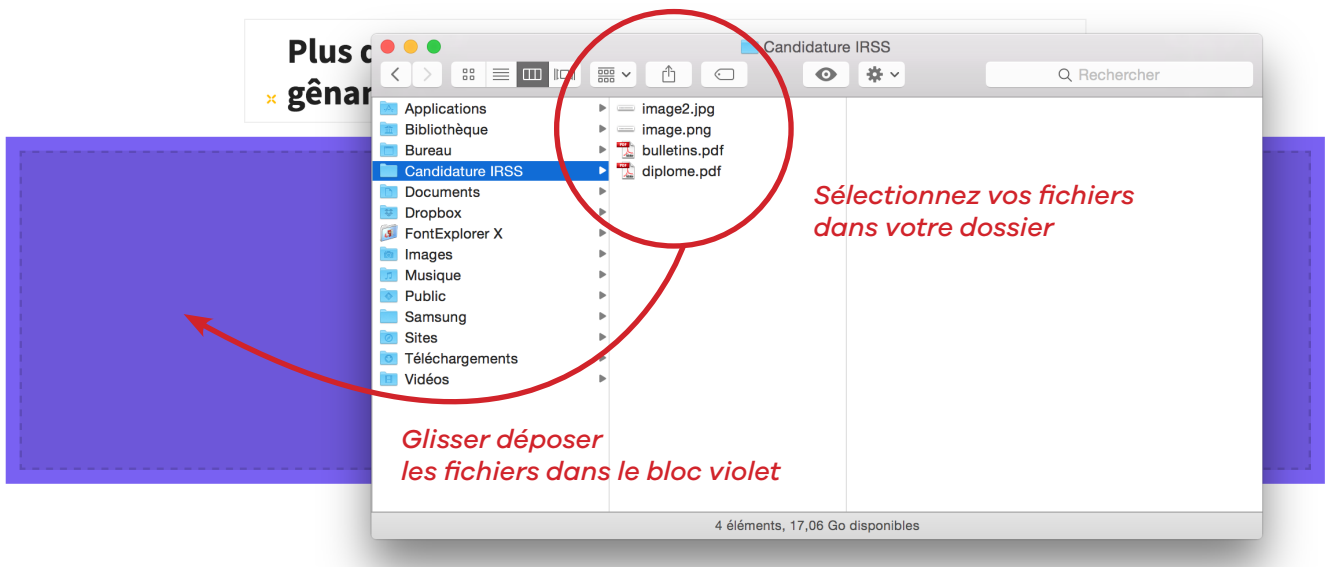 Plus
Candidature IRSS
Rechercher
Applications
Bibliothèque
Bureau
Candidature IRSS
Documents
Dropbox
FontExplorer X
Images
Musique
Public
Samsung
Sites
Téléchargements
Vidéos
image2.jpg
image.png
bulletins.pdf
diplome.pdf
Sélectionnez vos fichiers
dans votre dossier
Glisser déposer
les fichiers dans le bloc violet
4 éléments, 17,06 Go disponibles